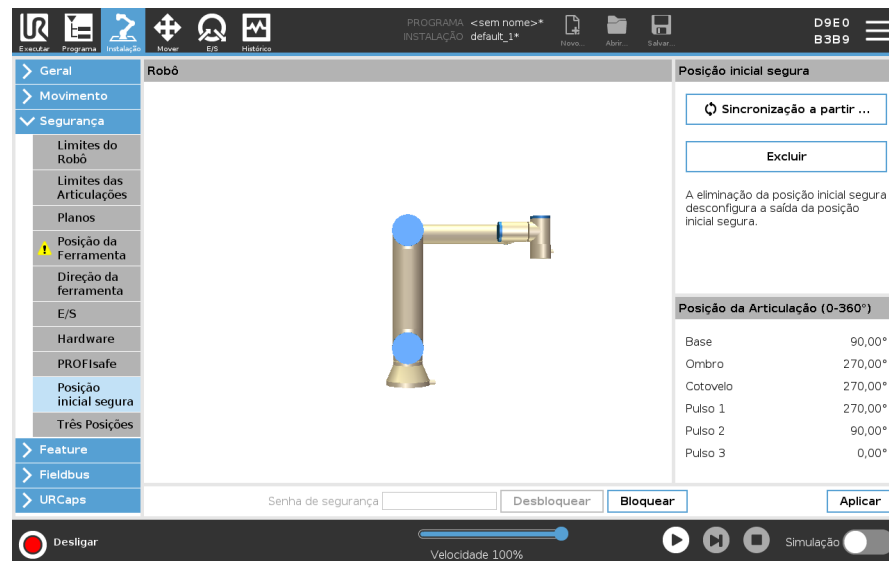 PROGRAMA <sem nome>*
INSTALAÇÃO default_1*
D9E0
B3B9
Executar Programa Instalação Mover E/S Histórico Novo... Abrir... Salvar...
Geral
Movimento
Segurança
Limites do
Robô
Limites das
Articulações
Planos
Posição da
Ferramenta
Direção da
ferramenta
E/S
Hardware
PROFIsafe
Posição
inicial segura
Três Posições
Feature
Fieldbus
URCaps
Robô
Posição inicial segura
Sincronização a partir ...
Excluir
A eliminação da posição inicial segura
desconfigura a saída da posição
inicial segura.
Posição da Articulação (0-360°)
Base 90,00°
Ombro 270,00°
Cotovelo 270,00°
Pulso 1 270,00°
Pulso 2 90,00°
Pulso 3 0,00°
Senha de segurança Desbloquear Bloquear Aplicar
Desligar
Velocidade 100%
Simulação